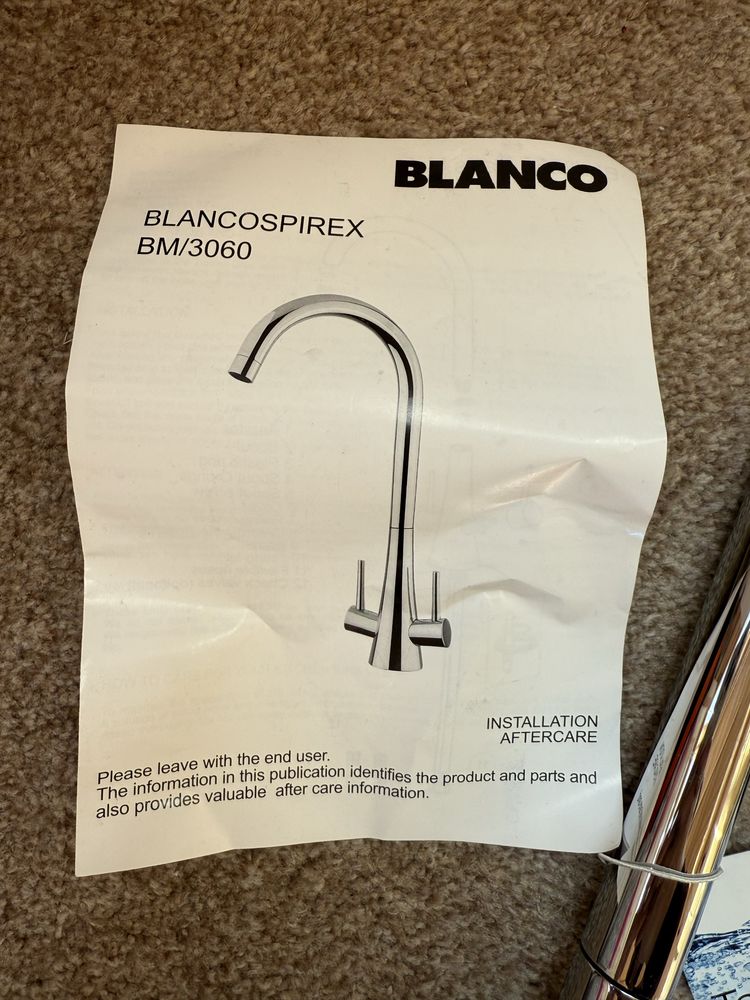 BLANCO
BLANCOSPIREX
BM/3060
INSTALLATION
AFTERCARE
Please leave with the end user.
The information in this publication identifies the product and parts and
also provides valuable after care information.